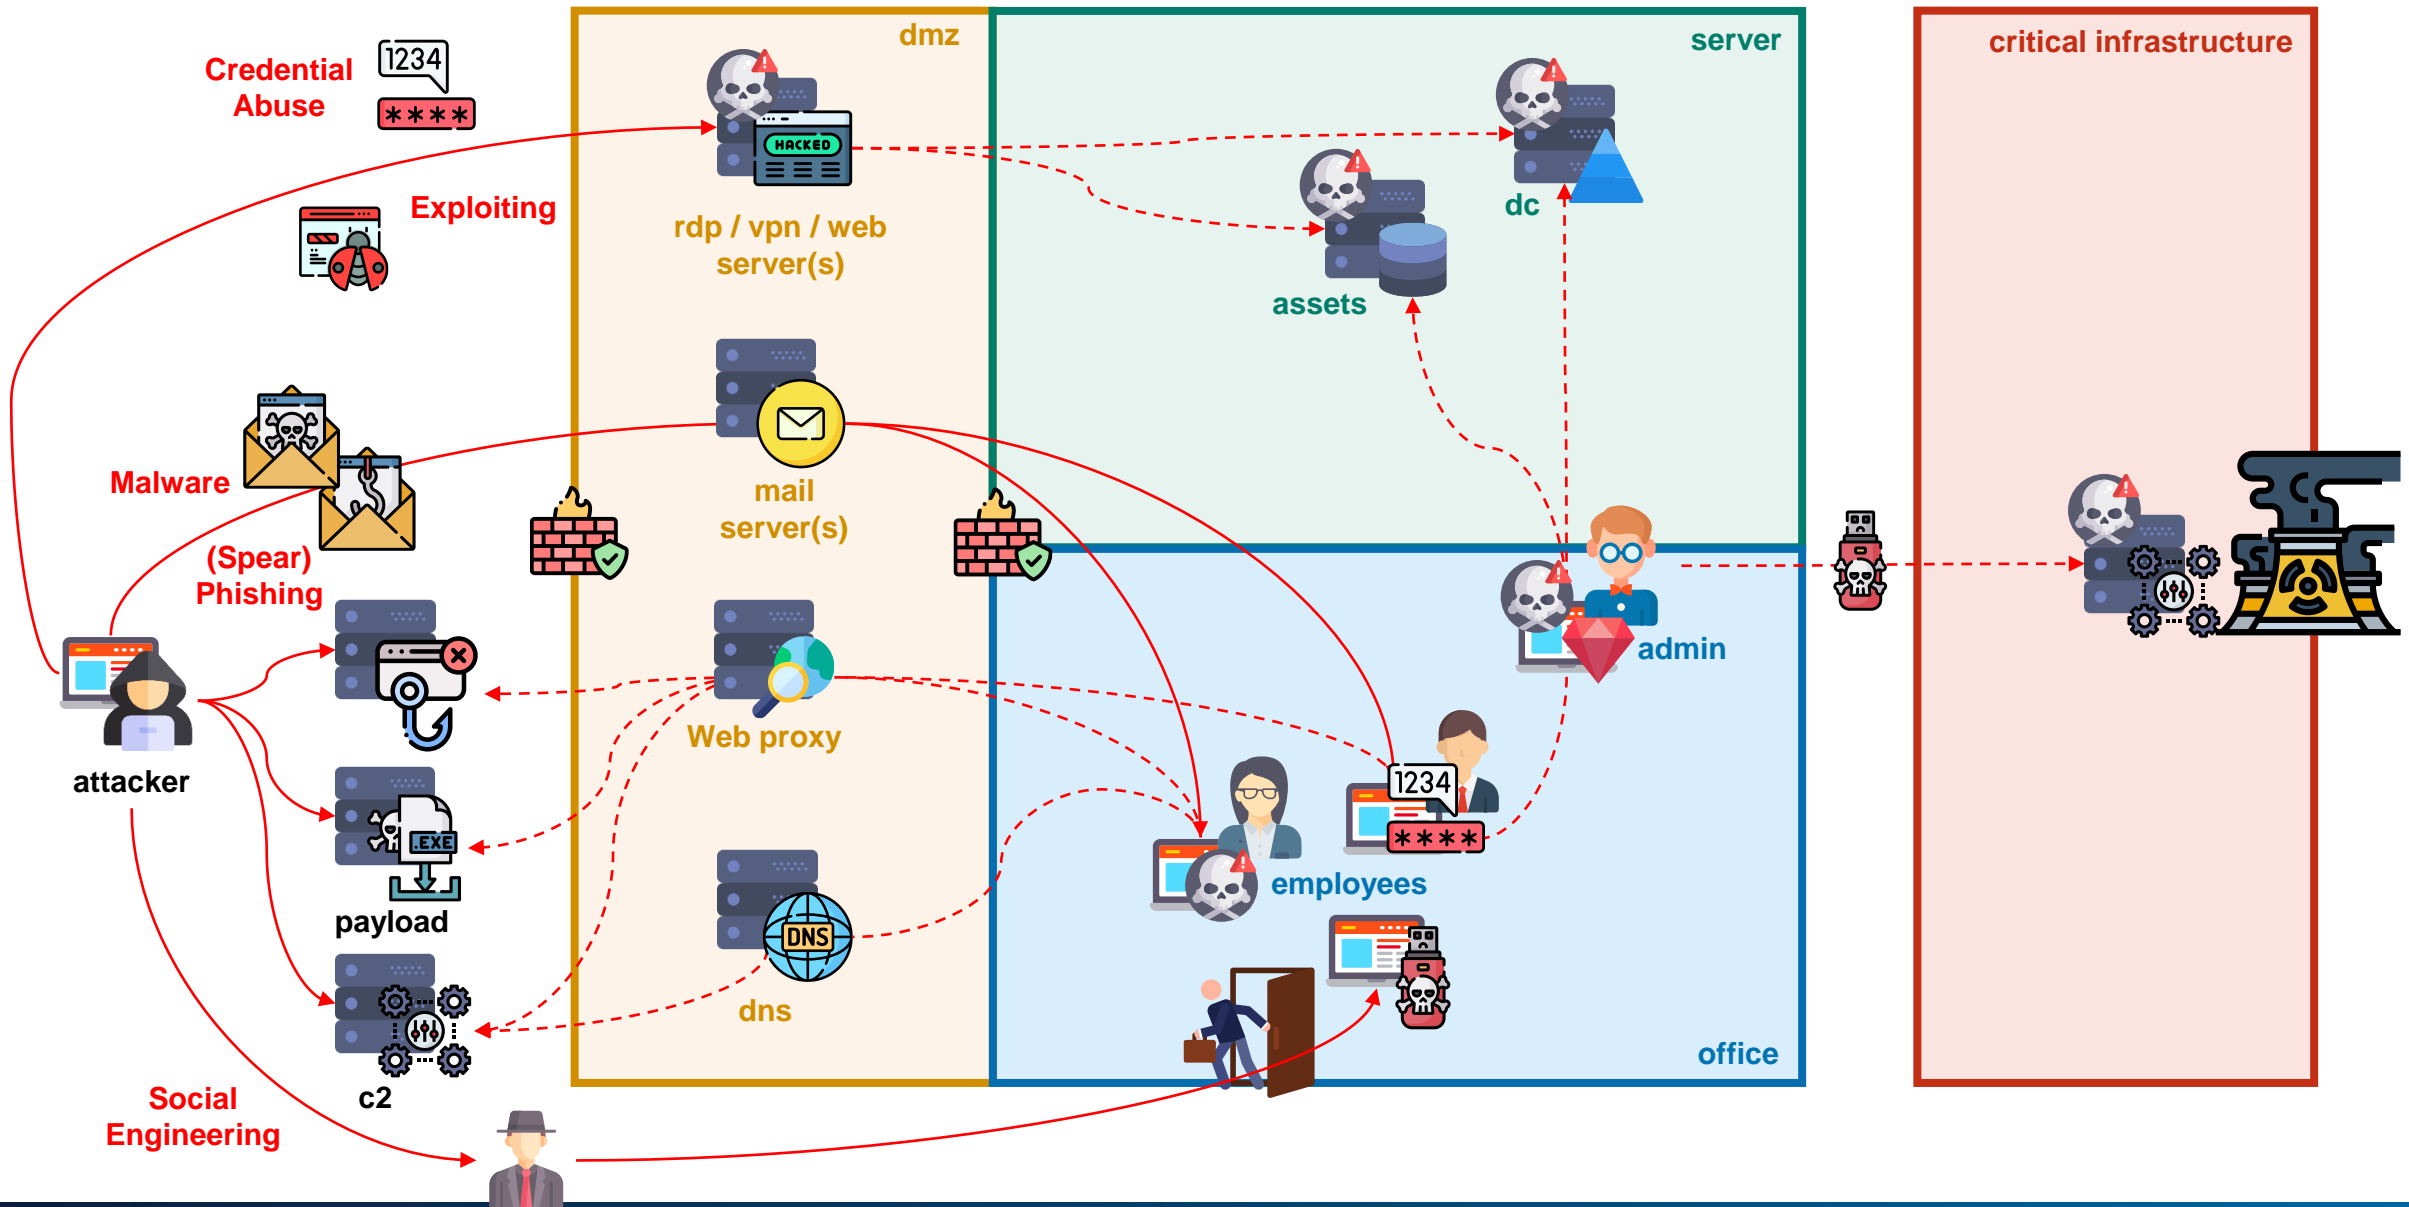 dmz
server
critical infrastructure
Credential
Abuse
1234
****
HACKED
Exploiting
rdp / vpn / web
server(s)
dc
assets
Malware
mail
server(s)
(Spear)
Phishing
admin
Web proxy
attacker
1234
****
.EXE
employees
payload
DNS
dns
office
c2
Social
Engineering